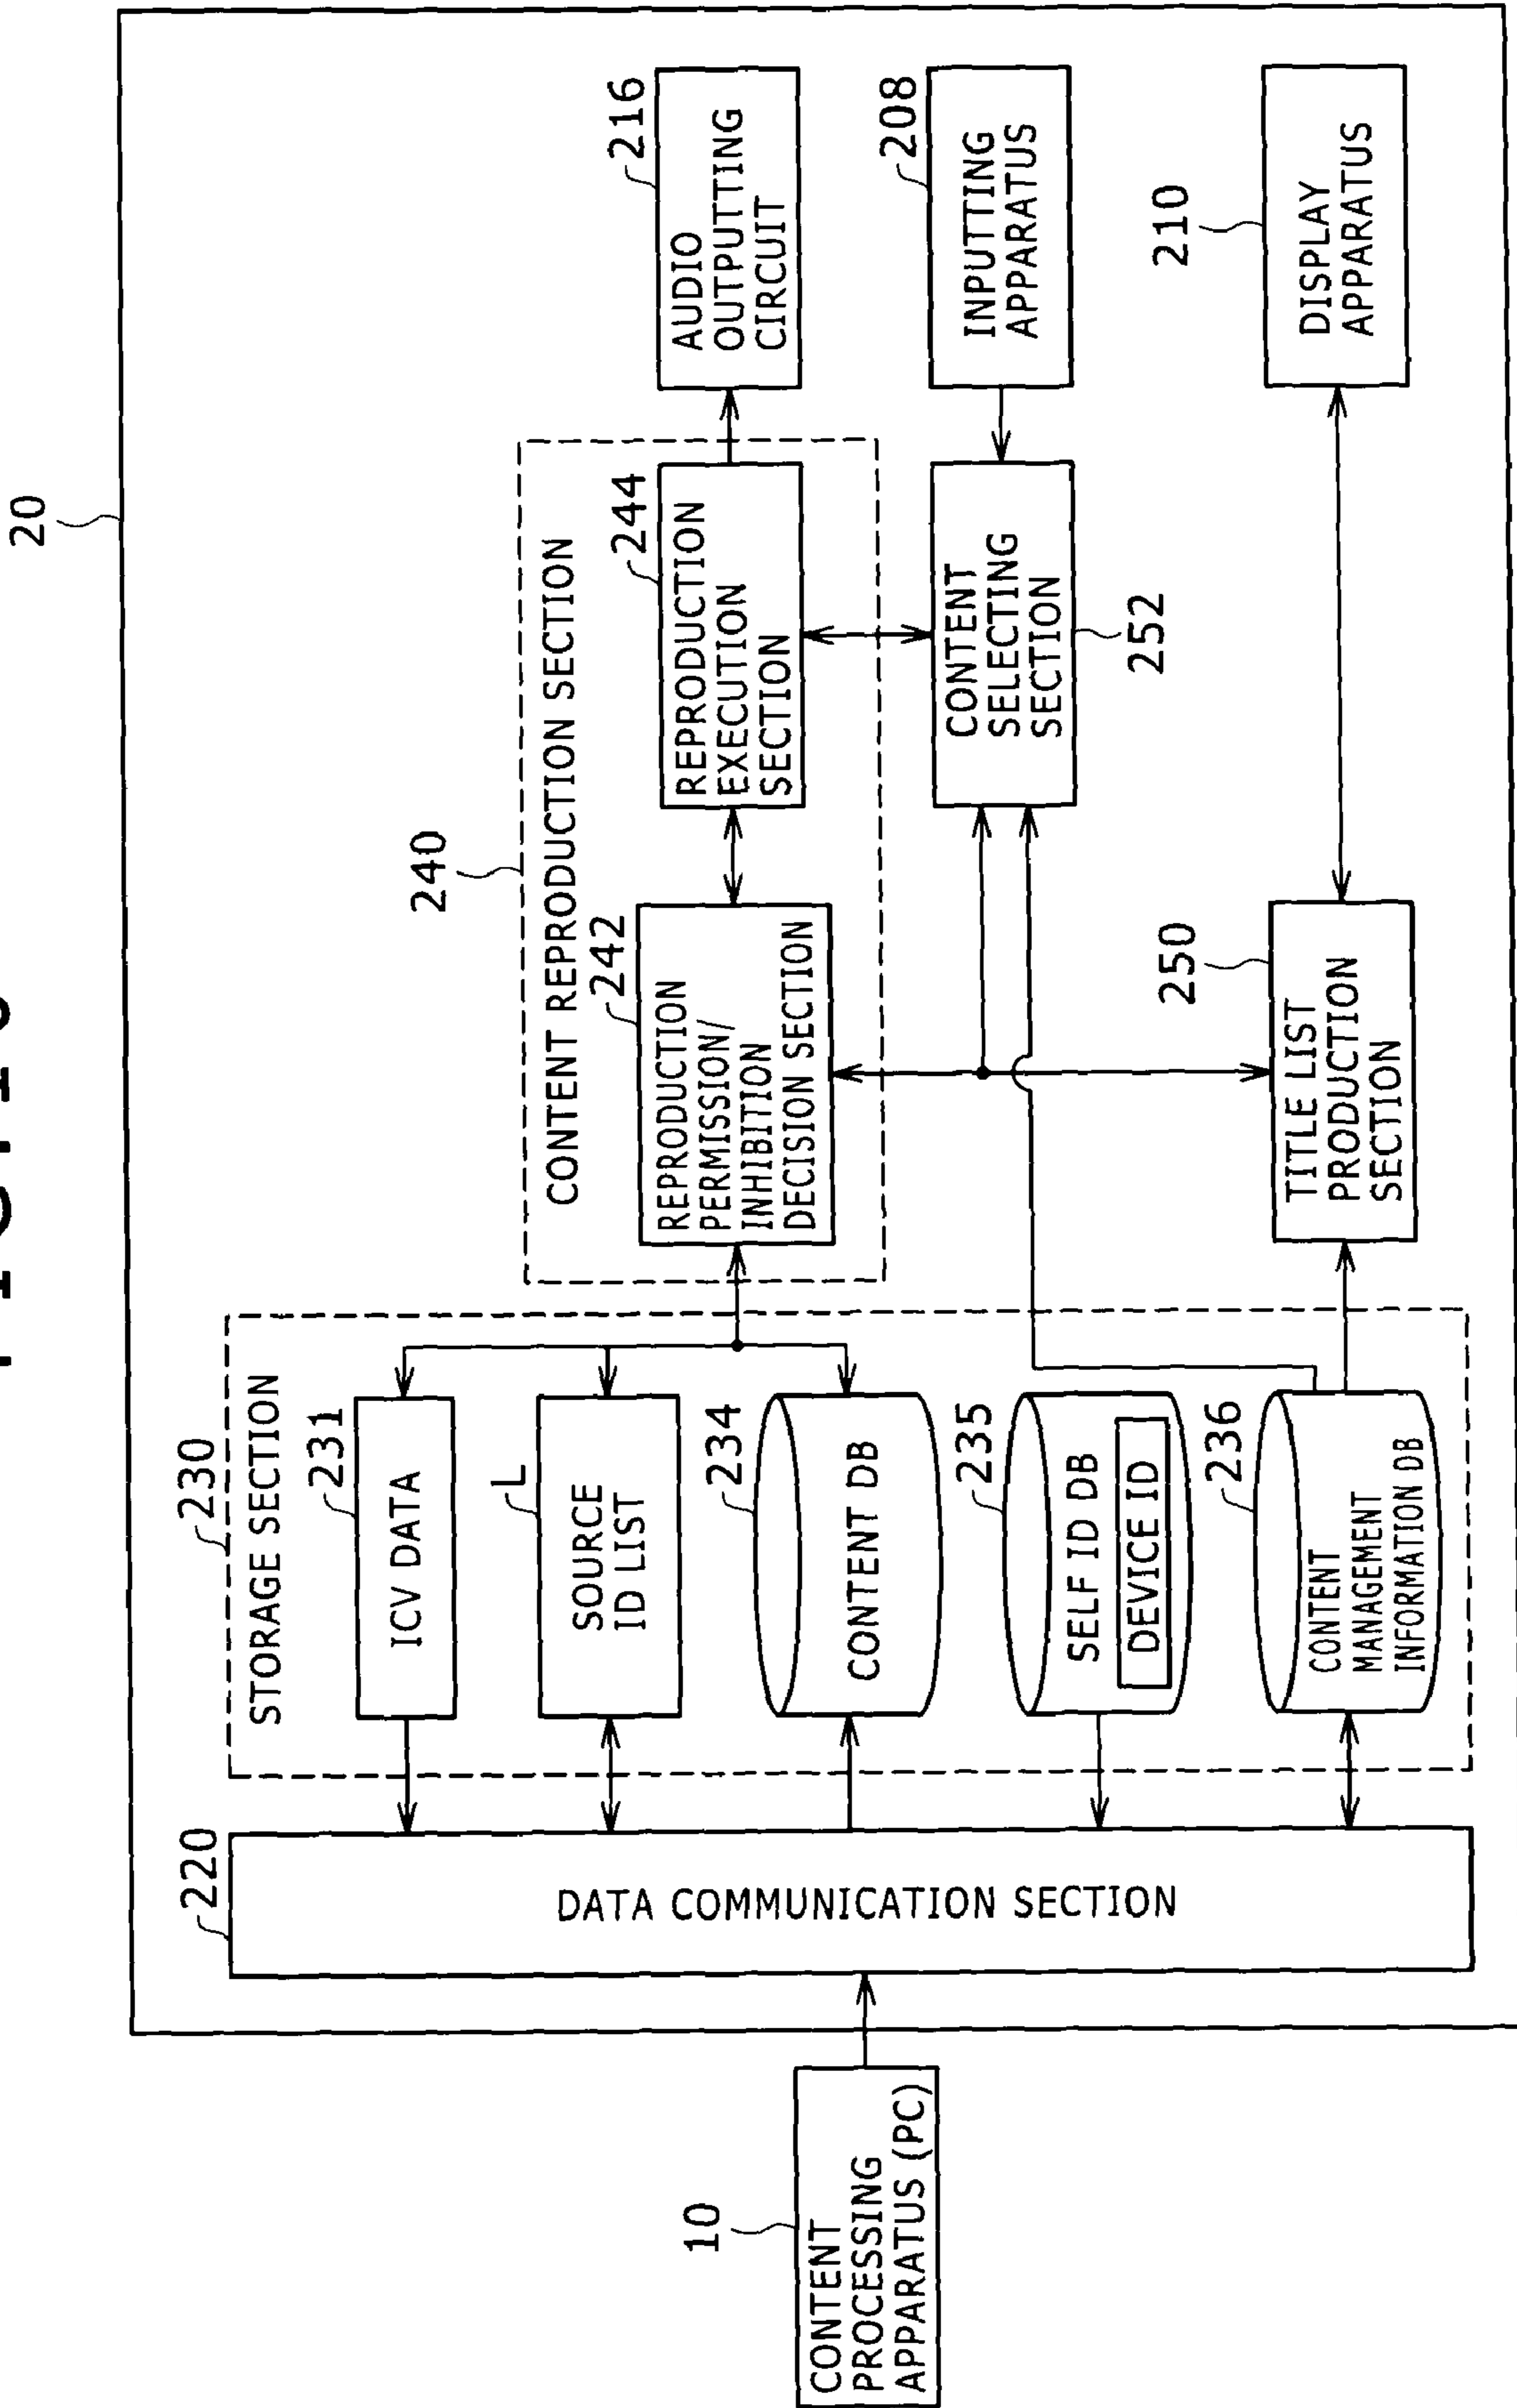 20
10
CONTENT
PROCESSING
APPARATUS (PC)
220
DATA COMMUNICATION SECTION
230
STORAGE SECTION
231
ICV DATA
L
SOURCE
ID LIST
234
CONTENT DB
235
SELF ID DB
DEVICE ID
236
CONTENT
MANAGEMENT
INFORMATION DB
240
CONTENT REPRODUCTION SECTION
242
REPRODUCTION
PERMISSION/
INHIBITION
DECISION SECTION
244
REPRODUCTION
EXECUTION
SECTION
216
AUDIO
OUTPUTTING
CIRCUIT
208
INPUTTING
APPARATUS
CONTENT
SELECTING
SECTION
252
250
TITLE LIST
PRODUCTION
SECTION
210
DISPLAY
APPARATUS